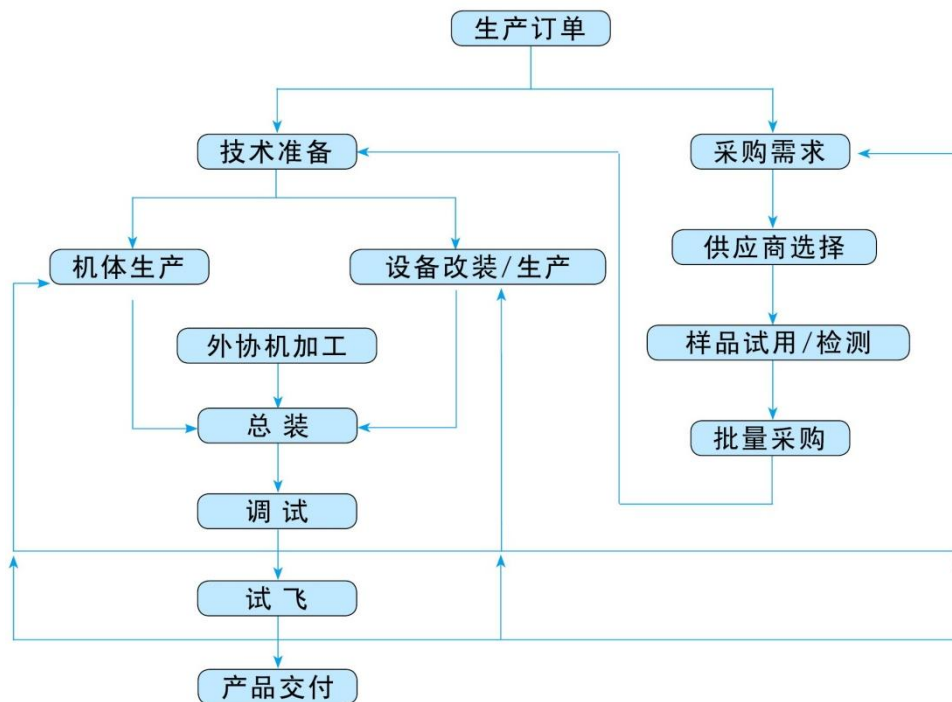 生产订单
技术准备
采购需求
机体生产
设备改装/生产
供应商选择
外协机加工
样品试用/检测
总装
批量采购
调试
试飞
产品交付